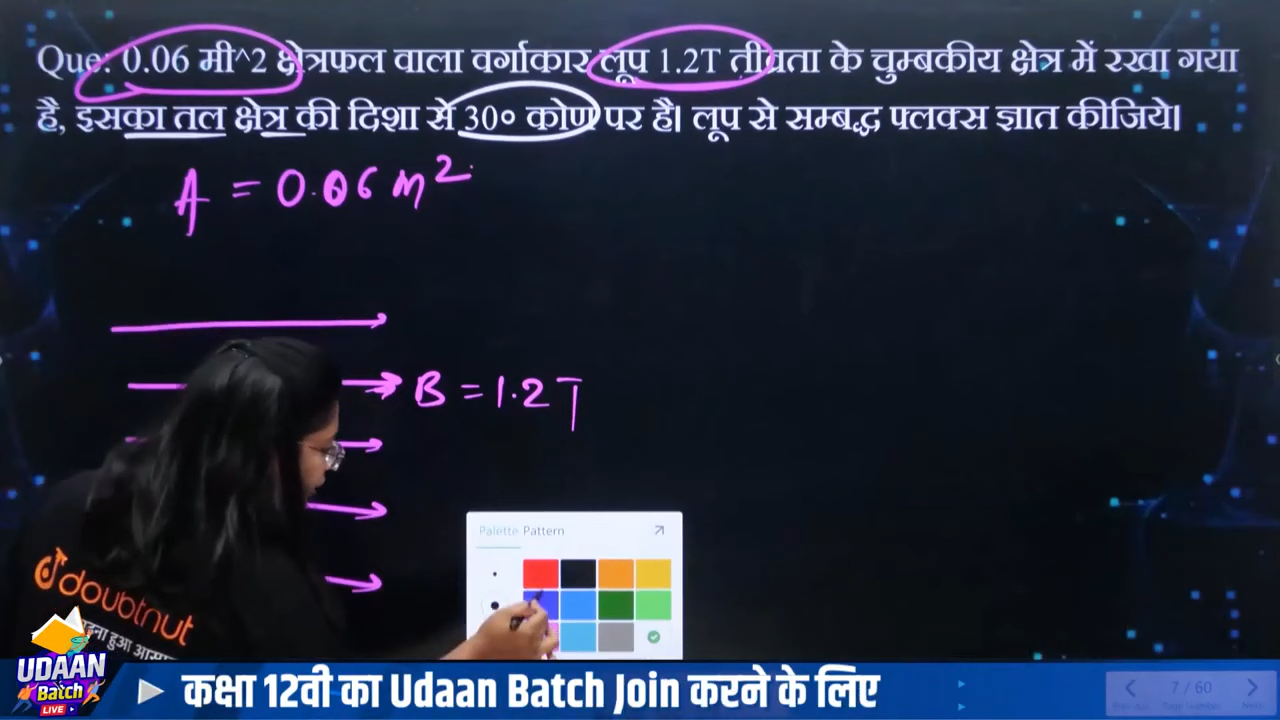 Que: 0.06 मी^2 क्षेत्रफल वाला वर्गाकार लूप 1.2T तीव्रता के चुम्बकीय क्षेत्र में रखा गया
है, इसका तल क्षेत्र की दिशा से 30० कोण पर है। लूप से सम्बद्ध फ्लक्स ज्ञात कीजिये।
A = 0.06 m²
B = 1.2 T
Palette Pattern
doubtnut
हुआ
UDAAN
Batch
LIVE
कक्षा 12वी का Udaan Batch Join करने के लिए
7 / 60